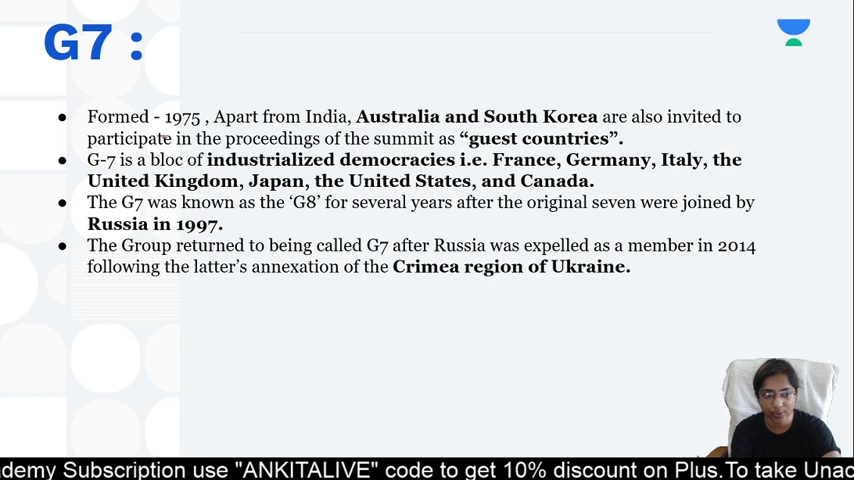 G7 :
● Formed - 1975 , Apart from India, Australia and South Korea are also invited to
participate in the proceedings of the summit as “guest countries”.
● G-7 is a bloc of industrialized democracies i.e. France, Germany, Italy, the
United Kingdom, Japan, the United States, and Canada.
● The G7 was known as the ‘G8’ for several years after the original seven were joined by
Russia in 1997.
● The Group returned to being called G7 after Russia was expelled as a member in 2014
following the latter’s annexation of the Crimea region of Ukraine.
demy Subscription use "ANKITALIVE" code to get 10% discount on Plus.To take Unac